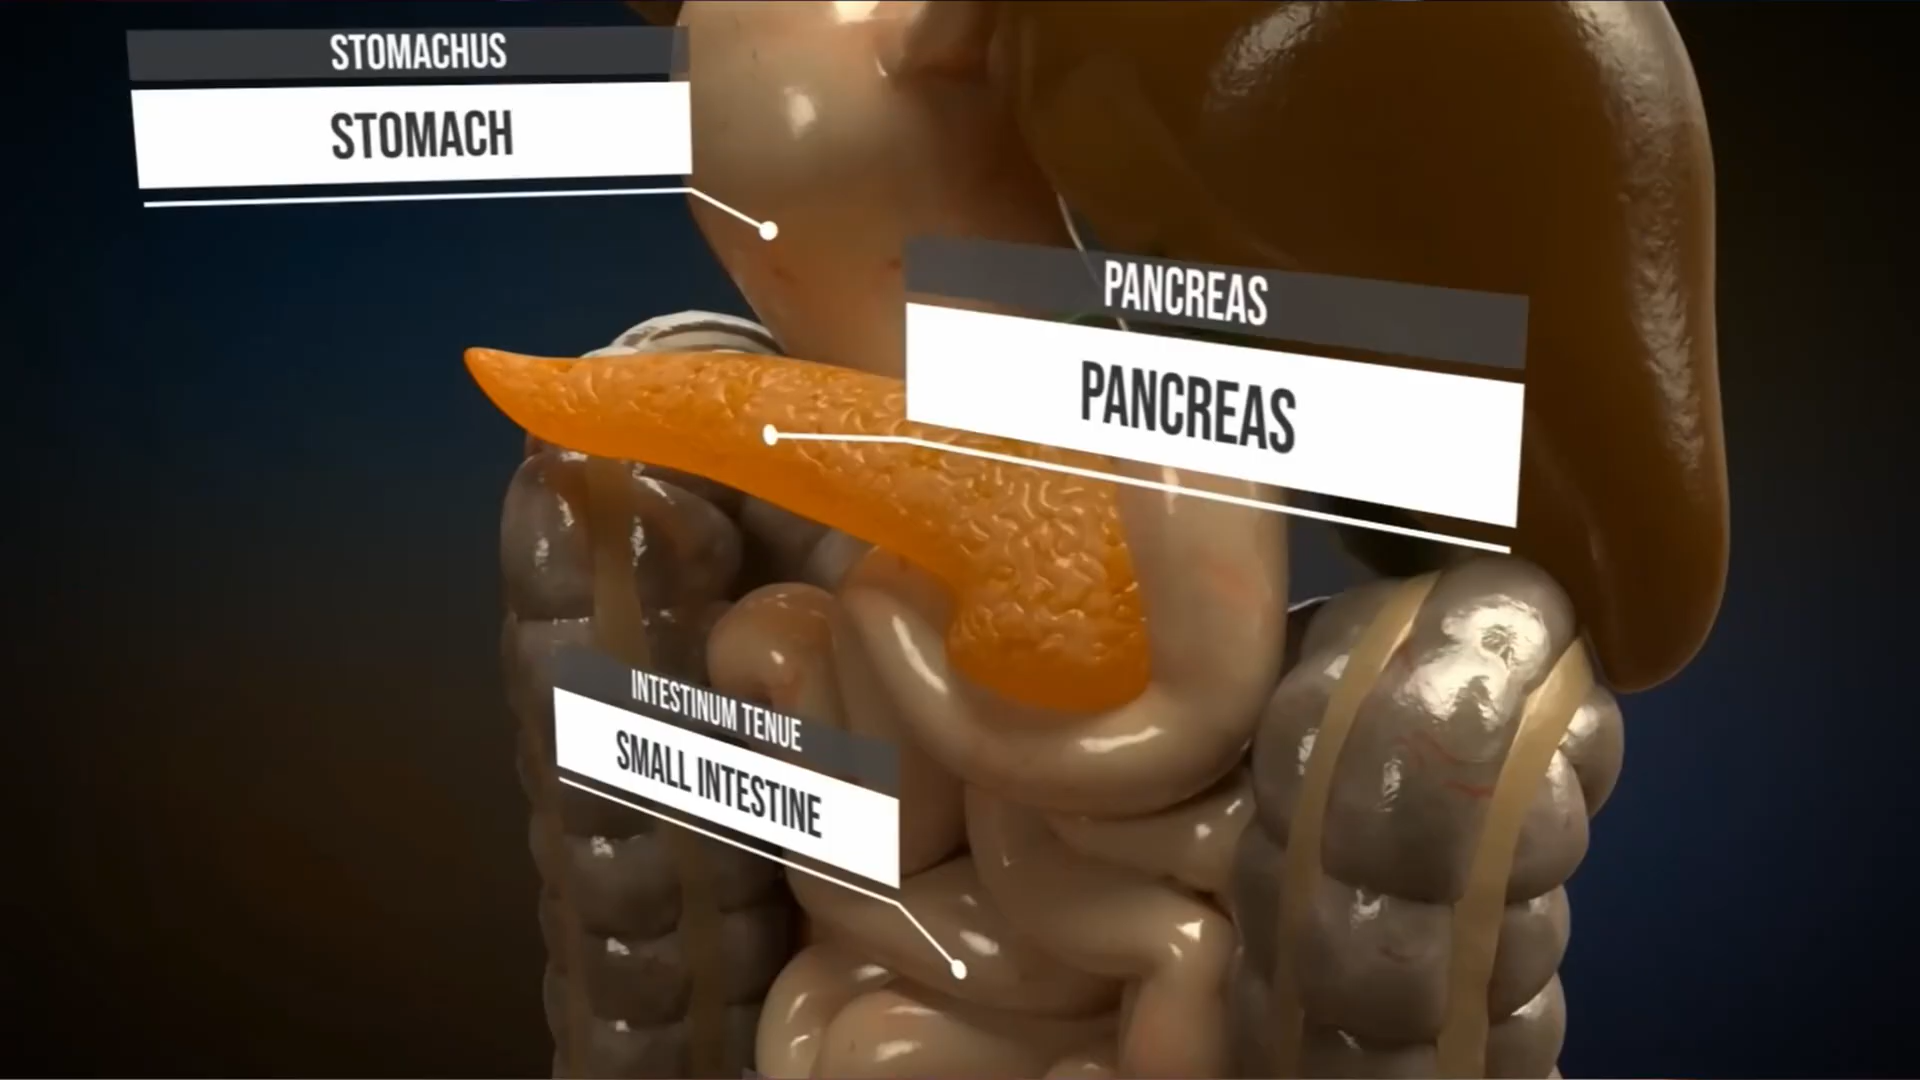 STOMACHUS
STOMACH
PANCREAS
PANCREAS
INTESTINUM TENUE
SMALL INTESTINE